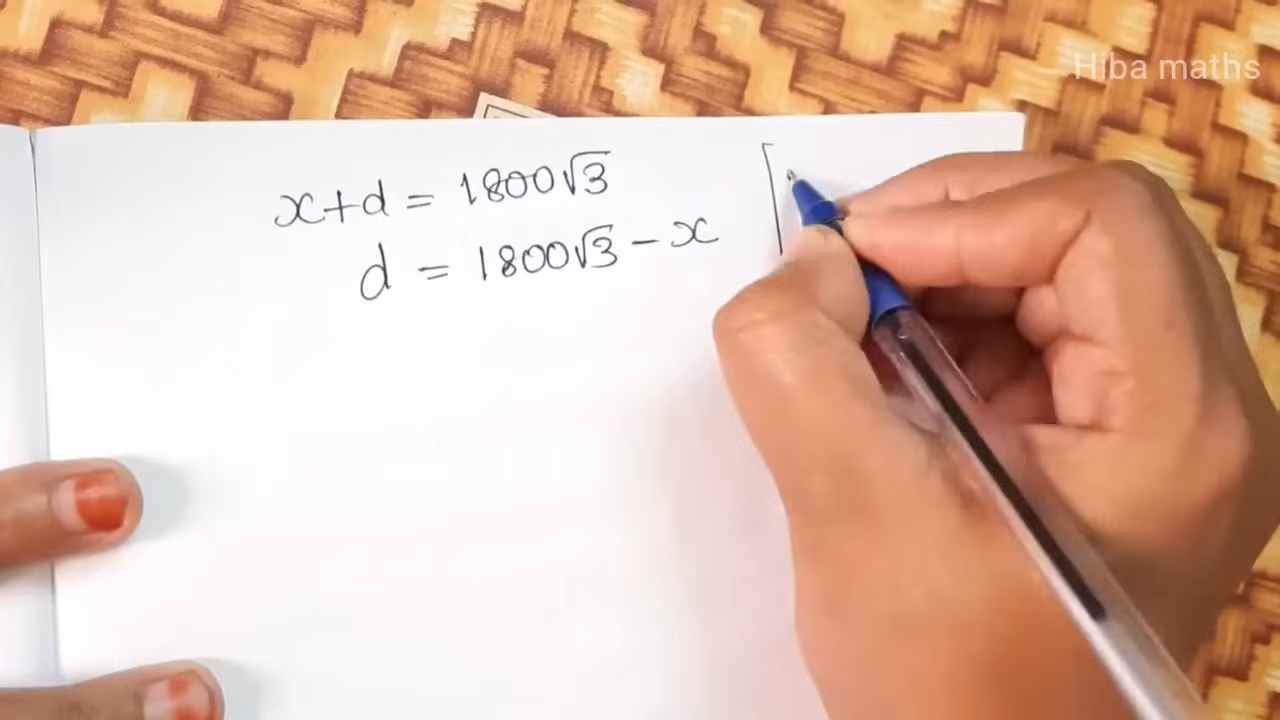 Hiba maths
x+d = 1800√3
d = 1800√3 - x